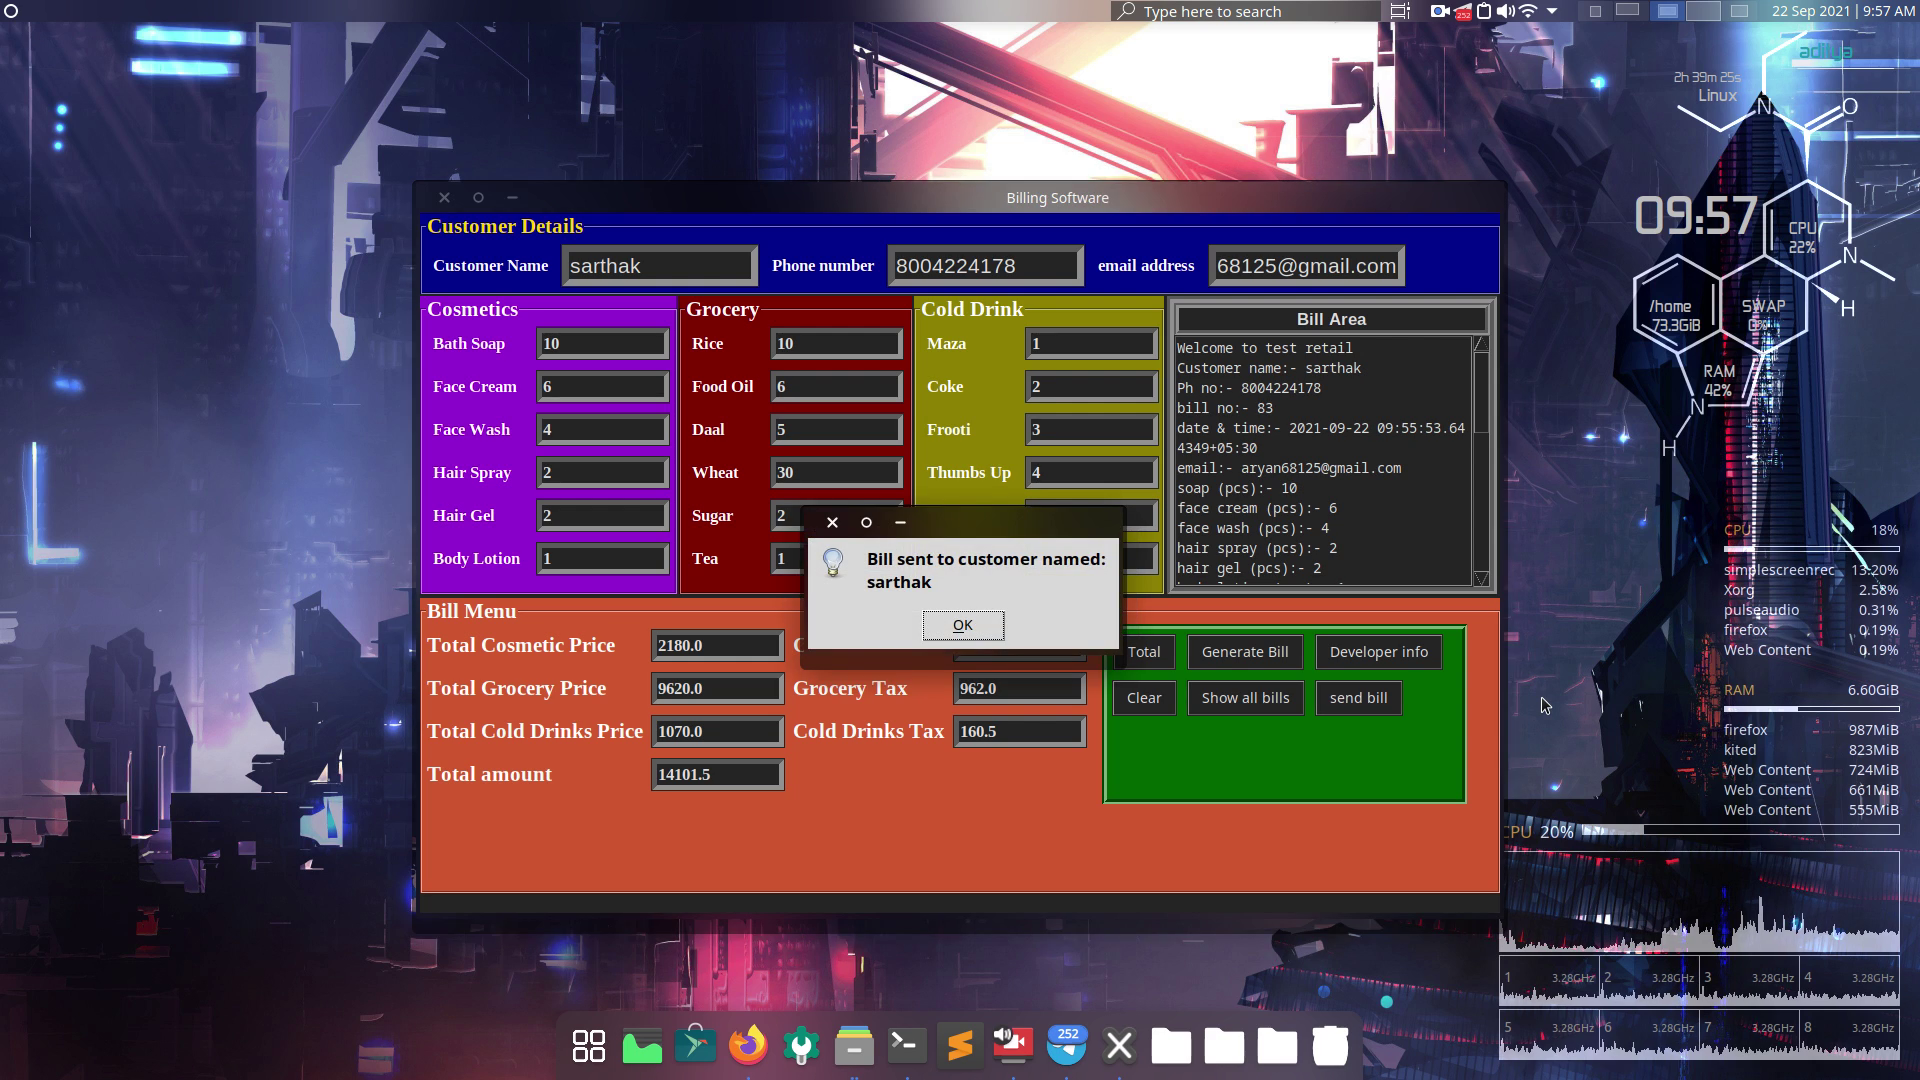 Type here to search
252
22 Sep 2021 | 9:57 AM
aditya
2h 39m 25s
Linux
N
O
09:57
CPU
22%
N
/home
73.3GiB
SWAP
H
RAM
42%
N
H
Billing Software
Customer Details
Customer Name
sarthak
Phone number
8004224178
email address
68125@gmail.com
Cosmetics
Bath Soap 10
Face Cream 6
Face Wash 4
Hair Spray 2
Hair Gel 2
Body Lotion 1
Grocery
Rice 10
Food Oil 6
Daal 5
Wheat 30
Sugar 2
Tea 1
Cold Drink
Maza 1
Coke 2
Frooti 3
Thumbs Up 4
Bill Area
Welcome to test retail
Customer name:- sarthak
Ph no:- 8004224178
bill no:- 83
date & time:- 2021-09-22 09:55:53.64
4349+05:30
email:- aryan68125@gmail.com
soap (pcs):- 10
face cream (pcs):- 6
face wash (pcs):- 4
hair spray (pcs):- 2
hair gel (pcs):- 2
Bill sent to customer named:
sarthak
OK
Bill Menu
Total Cosmetic Price 2180.0
Total Grocery Price 9620.0
Grocery Tax 962.0
Total Cold Drinks Price 1070.0
Cold Drinks Tax 160.5
Total amount 14101.5
Total
Generate Bill
Developer info
Clear
Show all bills
send bill
CPU 18%
simplescreenrec 13.20%
Xorg 2.58%
pulseaudio 0.31%
firefox 0.19%
Web Content 0.19%
RAM 6.60GiB
firefox 987MiB
kited 823MiB
Web Content 724MiB
Web Content 661MiB
Web Content 555MiB
CPU 20%
1 3.28GHz
2 3.28GHz
3 3.28GHz
4 3.28GHz
5 3.28GHz
6 3.28GHz
7 3.28GHz
8 3.28GHz
252